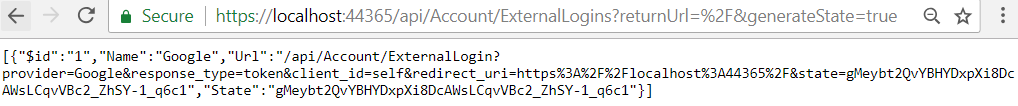 Secure https://localhost:44365/api/Account/ExternalLogins?returnUrl=%2F&generateState=true
[{"$id":"1","Name":"Google","Url":"/api/Account/ExternalLogin?
provider=Google&response_type=token&client_id=self&redirect_uri=https%3A%2F%2Flocalhost%3A44365%2F&state=gMeybt2QvYBHYDxpXi8Dc
AWsLCqvVBc2_ZhSY-1_q6c1","State":"gMeybt2QvYBHYDxpXi8DcAWsLCqvVBc2_ZhSY-1_q6c1"}]